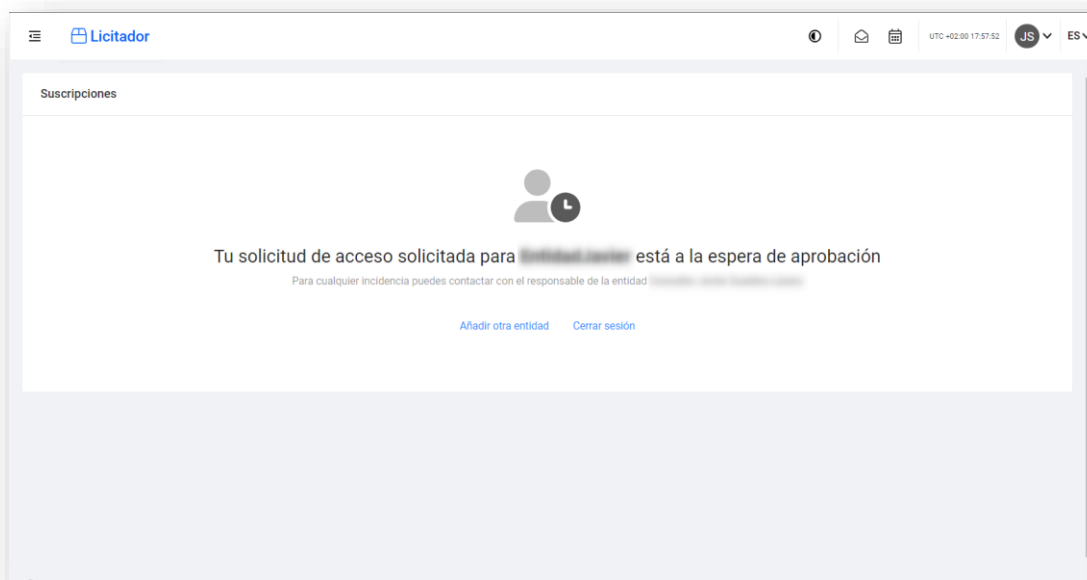 Licitador
UTC +02:00 17:57:52
JS
ES
Suscripciones
Tu solicitud de acceso solicitada para está a la espera de aprobación
Para cualquier incidencia puedes contactar con el responsable de la entidad
Añadir otra entidad Cerrar sesión